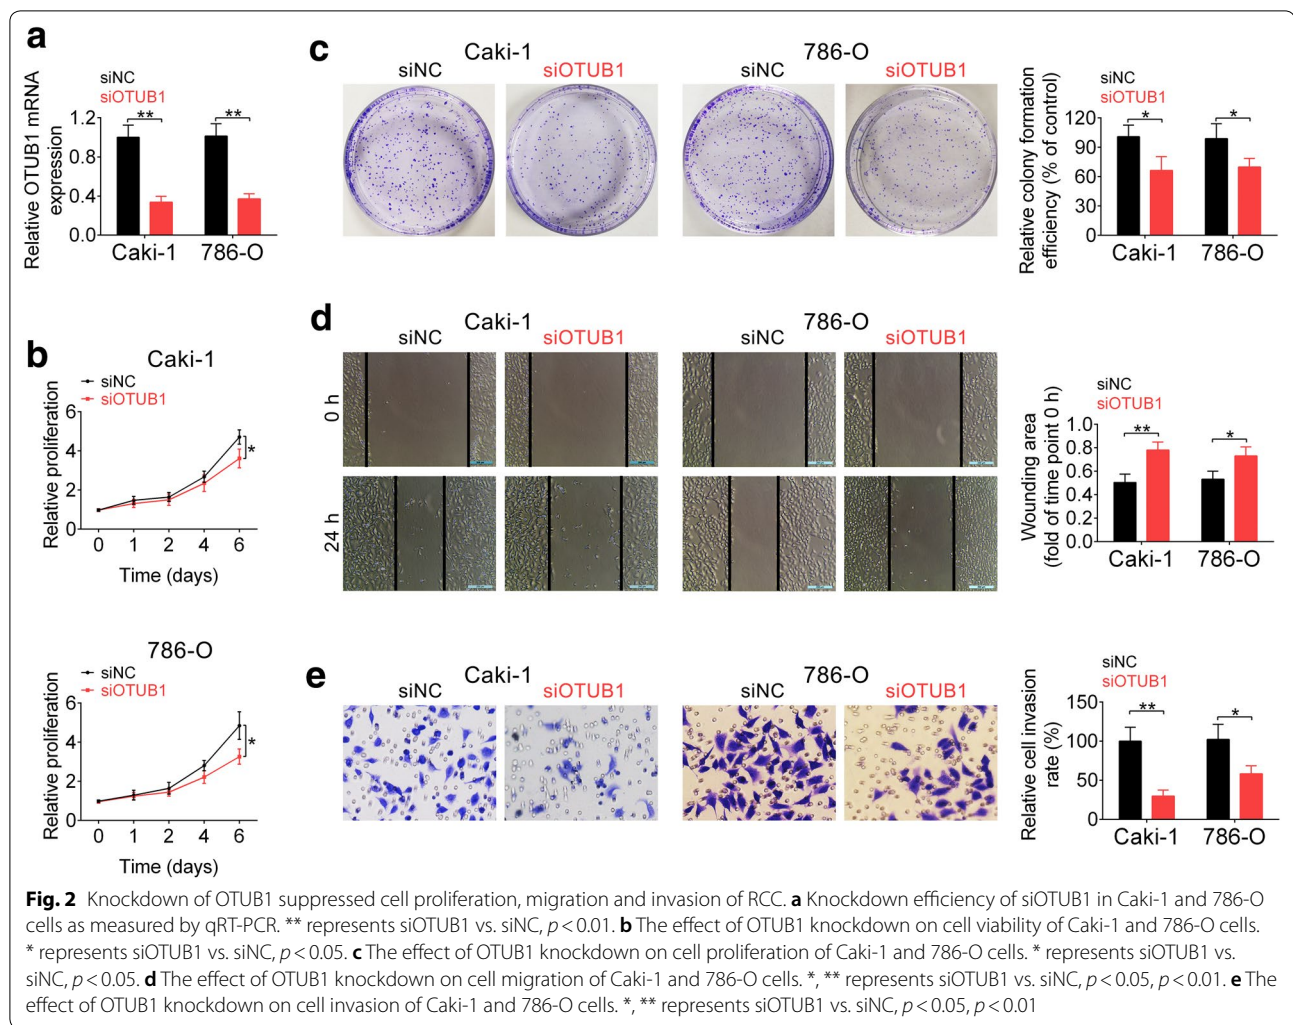 a
siNC
siOTUB1
Relative OTUB1 mRNA
expression
1.2
0.8
0.4
0.0
**
**
Caki-1
786-O
b
Caki-1
siNC
siOTUB1
Relative proliferation
6
4
2
0
*
0 1 2 4 6
Time (days)
786-O
siNC
siOTUB1
Relative proliferation
6
4
2
0
*
0 1 2 4 6
Time (days)
c
Caki-1
786-O
siNC
siOTUB1
siNC
siOTUB1
siNC
siOTUB1
Relative colony formation
efficiency (% of control)
120
90
60
30
0
*
*
Caki-1
786-O
d
Caki-1
786-O
siNC
siOTUB1
siNC
siOTUB1
0 h
24 h
siNC
siOTUB1
Wounding area
(fold of time point 0 h)
1.0
0.8
0.6
0.4
0.2
0.0
**
*
Caki-1
786-O
e
Caki-1
786-O
siNC
siOTUB1
siNC
siOTUB1
siNC
siOTUB1
Relative cell invasion
rate (%)
150
100
50
0
**
*
Caki-1
786-O
Fig. 2 Knockdown of OTUB1 suppressed cell proliferation, migration and invasion of RCC. a Knockdown efficiency of siOTUB1 in Caki-1 and 786-O
cells as measured by qRT-PCR. ** represents siOTUB1 vs. siNC, p < 0.01. b The effect of OTUB1 knockdown on cell viability of Caki-1 and 786-O cells.
* represents siOTUB1 vs. siNC, p < 0.05. c The effect of OTUB1 knockdown on cell proliferation of Caki-1 and 786-O cells. * represents siOTUB1 vs.
siNC, p < 0.05. d The effect of OTUB1 knockdown on cell migration of Caki-1 and 786-O cells. *, ** represents siOTUB1 vs. siNC, p < 0.05, p < 0.01. e The
effect of OTUB1 knockdown on cell invasion of Caki-1 and 786-O cells. *, ** represents siOTUB1 vs. siNC, p < 0.05, p < 0.01